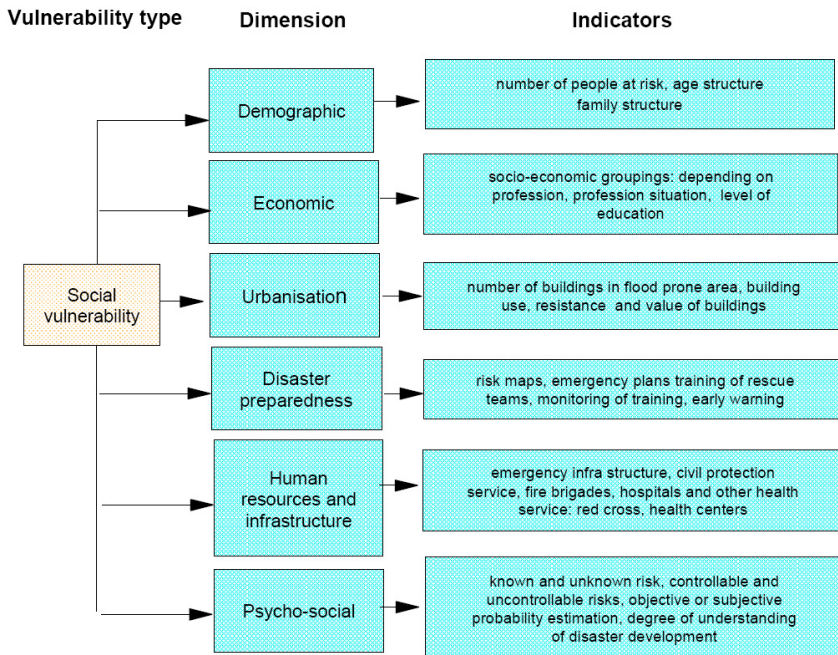 Vulnerability type
Dimension
Indicators
Social
vulnerability
Demographic
number of people at risk, age structure
family structure
Economic
socio-economic groupings: depending on
profession, profession situation, level of
education
Urbanisation
number of buildings in flood prone area, building
use, resistance and value of buildings
Disaster
preparedness
risk maps, emergency plans training of rescue
teams, monitoring of training, early warning
Human
resources and
infrastructure
emergency infra structure, civil protection
service, fire brigades, hospitals and other health
service: red cross, health centers
Psycho-social
known and unknown risk, controllable and
uncontrollable risks, objective or subjective
probability estimation, degree of understanding
of disaster development